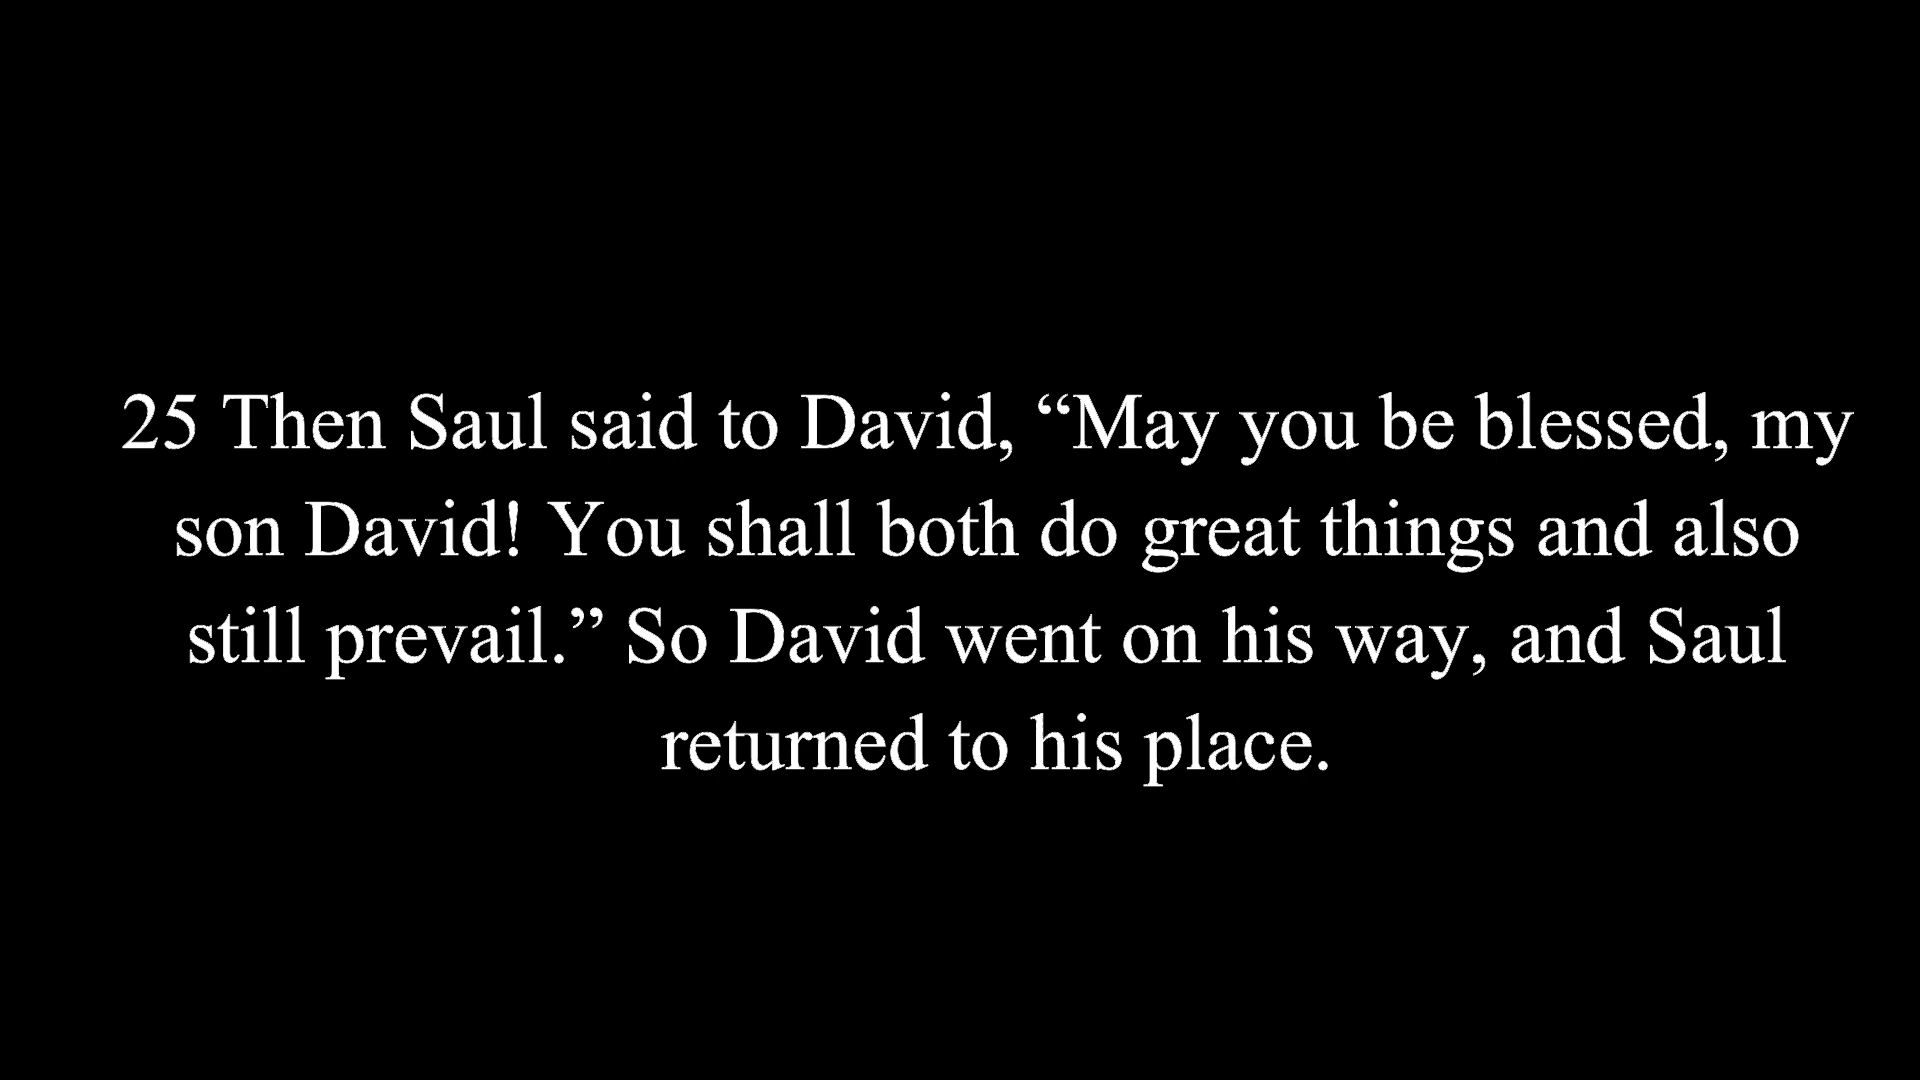 25 Then Saul said to David, “May you be blessed, my
son David! You shall both do great things and also
still prevail.” So David went on his way, and Saul
returned to his place.